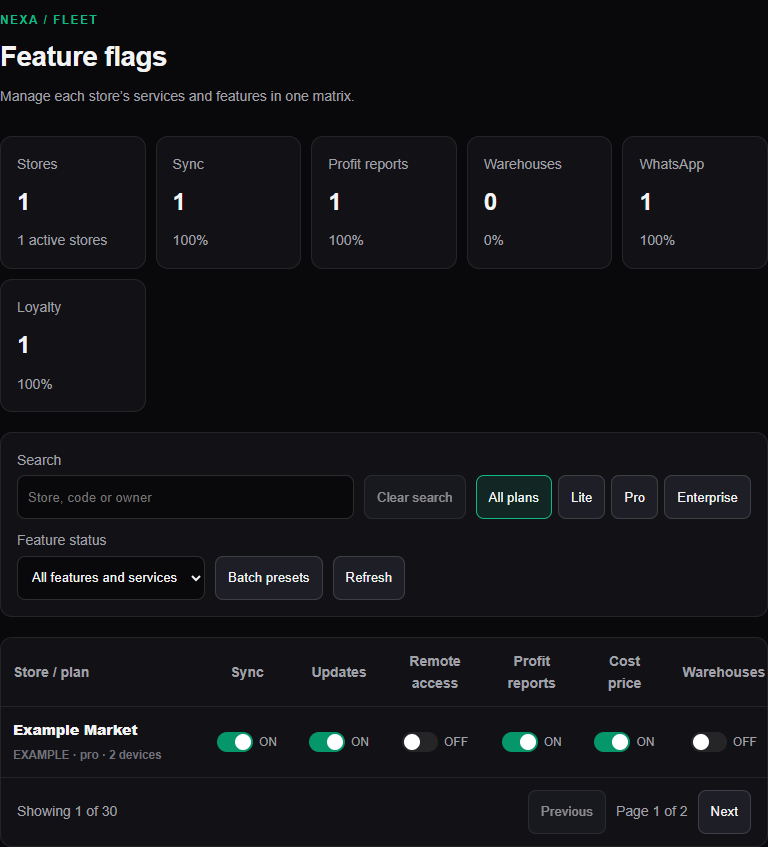 NEXA / FLEET
Feature flags
Manage each store's services and features in one matrix.
Stores
1
1 active stores
Sync
1
100%
Profit reports
1
100%
Warehouses
0
0%
WhatsApp
1
100%
Loyalty
1
100%
Search
Store, code or owner
Clear search
All plans
Lite
Pro
Enterprise
Feature status
All features and services
Batch presets
Refresh
Store / plan
Sync
Updates
Remote
access
Profit
reports
Cost
price
Warehouses
Example Market
EXAMPLE · pro · 2 devices
ON
ON
OFF
ON
ON
OFF
Showing 1 of 30
Previous
Page 1 of 2
Next